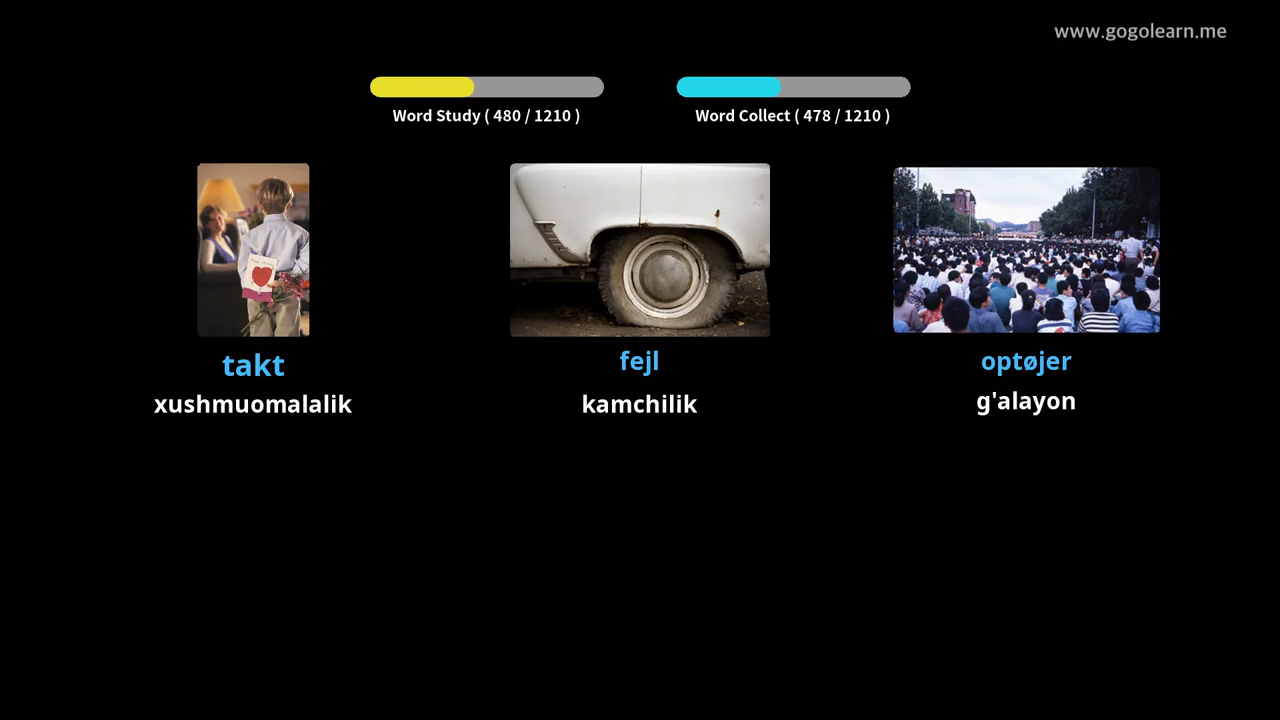 www.gogolearn.me
Word Study ( 480 / 1210 )
Word Collect ( 478 / 1210 )
takt
fejl
optøjer
xushmuomalalik
kamchilik
g'alayon